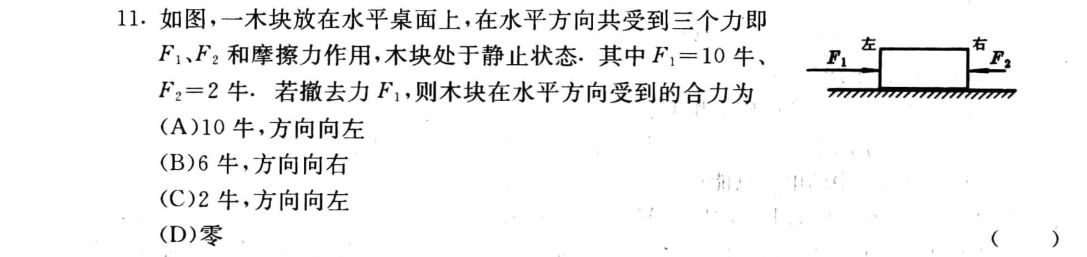 11. 如图,一木块放在水平桌面上,在水平方向共受到三个力即
F₁、F₂ 和摩擦力作用,木块处于静止状态. 其中 F₁=10 牛、
F₂=2 牛. 若撤去力 F₁,则木块在水平方向受到的合力为
(A)10 牛,方向向左
(B)6 牛,方向向右
(C)2 牛,方向向左
(D)零
( )
左 右
F₁ F₂